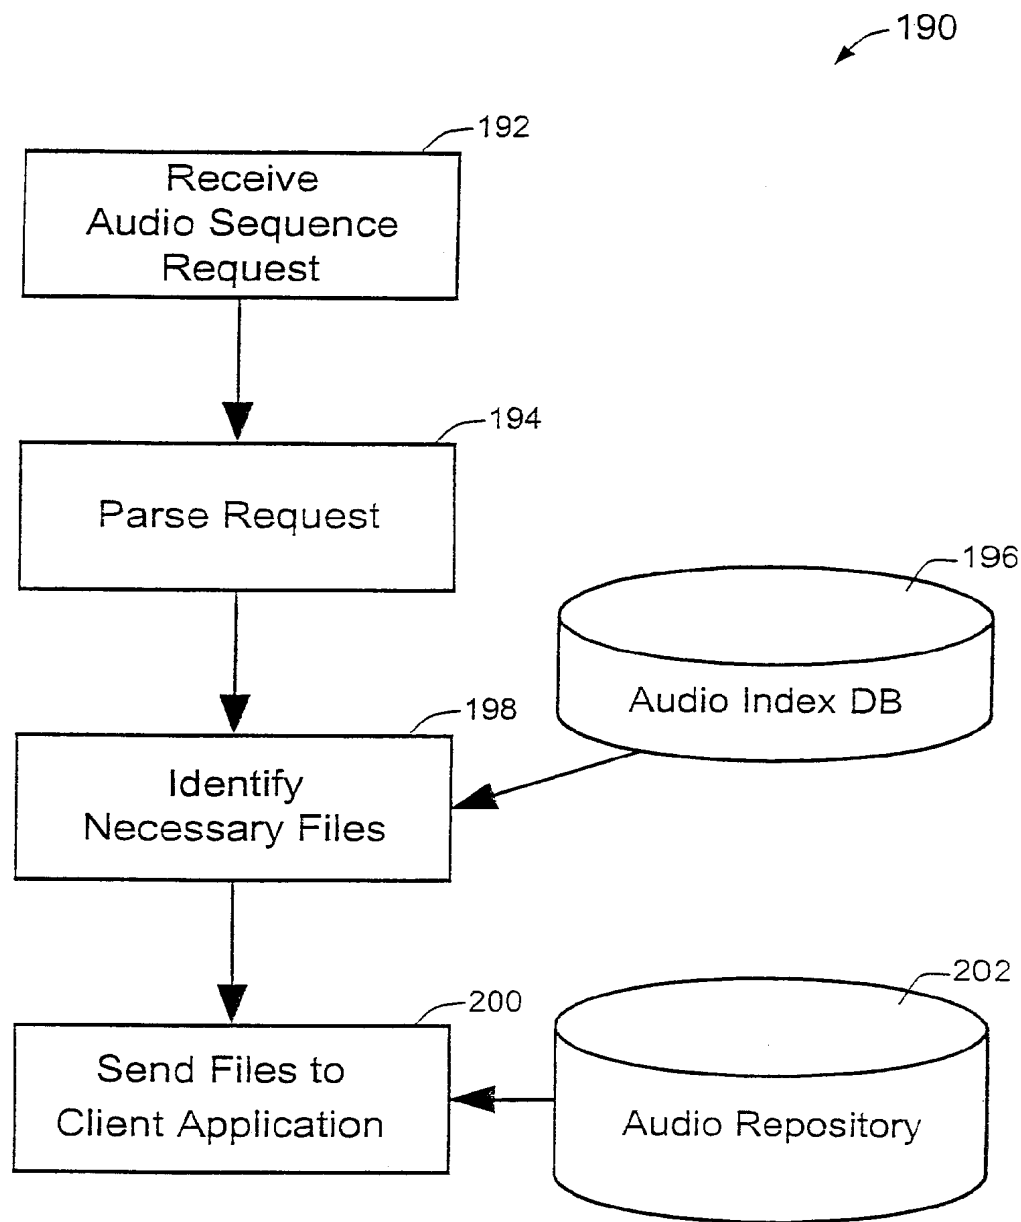 190
192
Receive
Audio Sequence
Request
194
Parse Request
196
Audio Index DB
198
Identify
Necessary Files
200
Send Files to
Client Application
202
Audio Repository